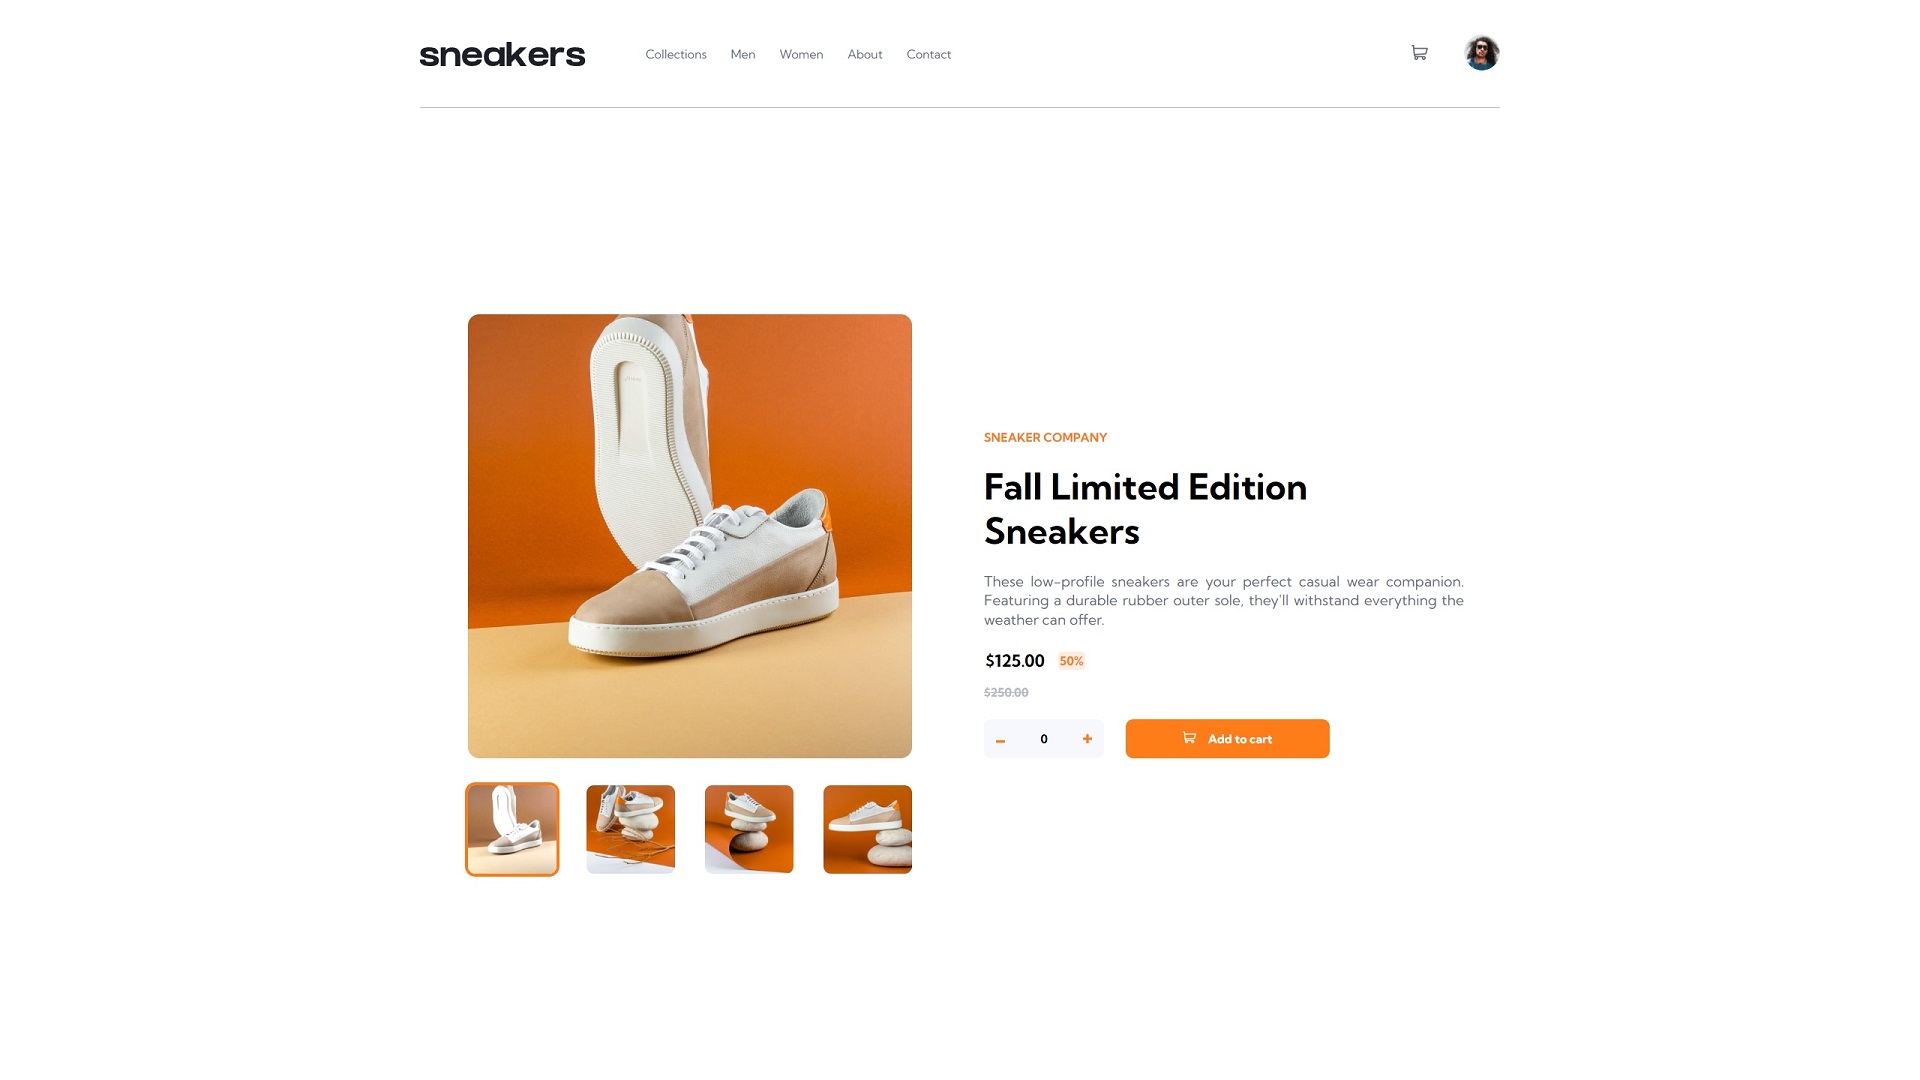 sneakers
Collections Men Women About Contact
SNEAKER COMPANY
Fall Limited Edition
Sneakers
These low-profile sneakers are your perfect casual wear companion.
Featuring a durable rubber outer sole, they'll withstand everything the
weather can offer.
$125.00 50%
$250.00
– 0 +
Add to cart